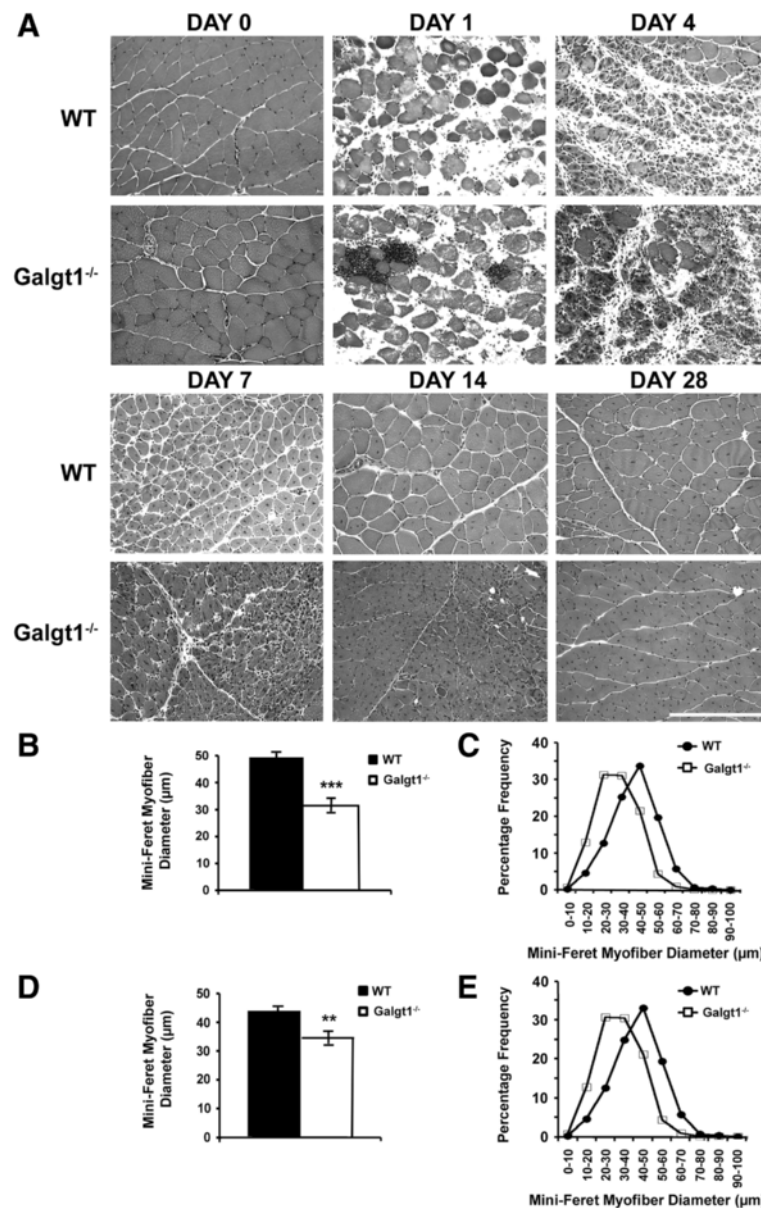 A
DAY 0 DAY 1 DAY 4
WT
Galgt1-/-
DAY 7 DAY 14 DAY 28
WT
Galgt1-/-
B
Mini-Feret Myofiber
Diameter (µm)
50
40
30
20
10
0
***
WT
Galgt1-/-
C
Percentage Frequency
40
30
20
10
0
WT
Galgt1-/-
0-10
10-20
20-30
30-40
40-50
50-60
60-70
70-80
80-90
90-100
Mini-Feret Myofiber Diameter (µm)
D
Mini-Feret Myofiber
Diameter (µm)
50
40
30
20
10
0
**
WT
Galgt1-/-
E
Percentage Frequency
40
30
20
10
0
WT
Galgt1-/-
0-10
10-20
20-30
30-40
40-50
50-60
60-70
70-80
80-90
90-100
Mini-Feret Myofiber Diameter (µm)